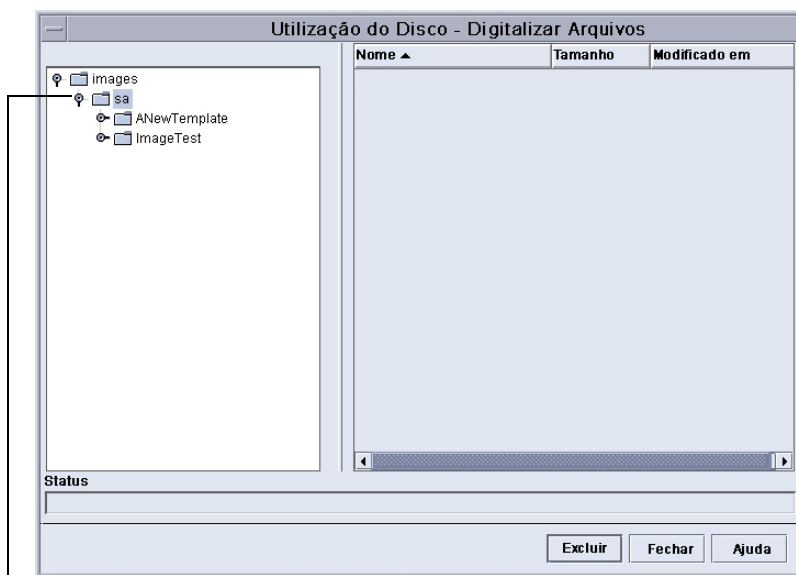 Utilização do Disco - Digitalizar Arquivos
Nome Tamanho Modificado em
images
sa
ANewTemplate
ImageTest
Status
Excluir Fechar Ajuda